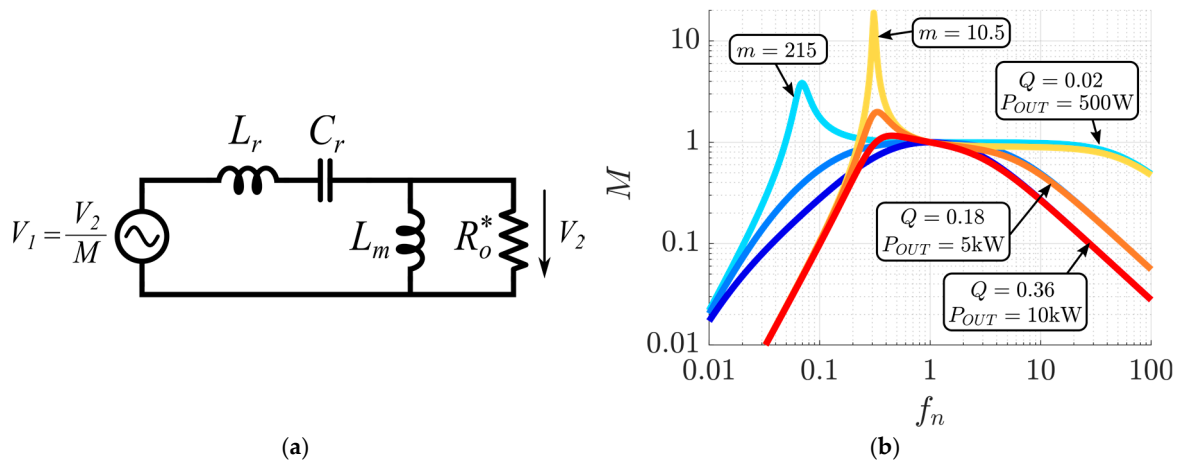 L_r
C_r
V_1 = V_2 / M
L_m
R_o^*
V_2
(a)
M
10
1
0.1
0.01
m = 215
m = 10.5
Q = 0.02
P_OUT = 500W
Q = 0.18
P_OUT = 5kW
Q = 0.36
P_OUT = 10kW
0.01
0.1
1
10
100
f_n
(b)